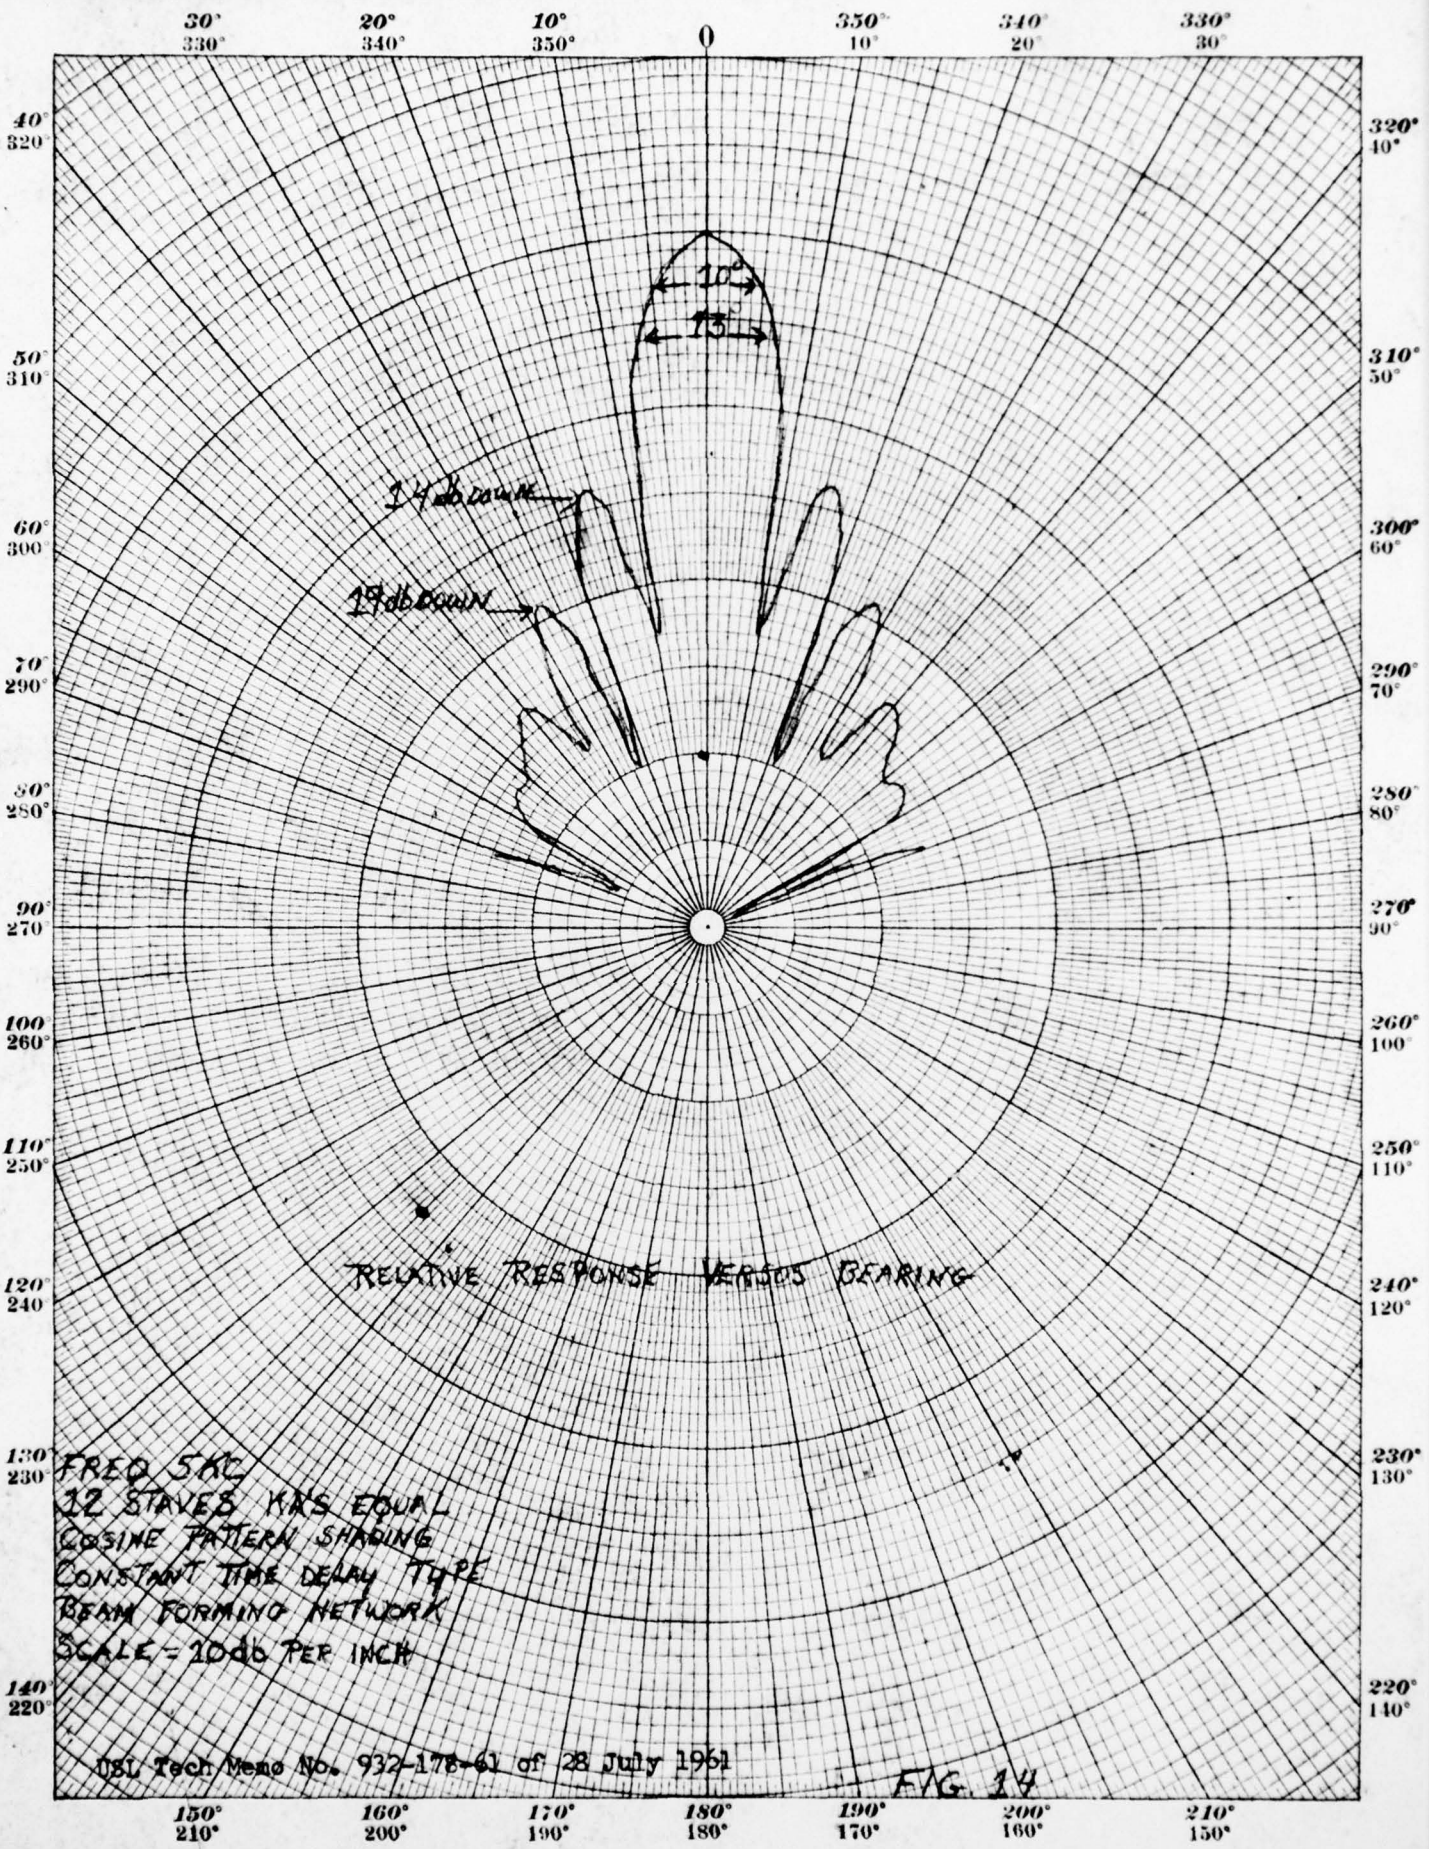 30° 20° 10° 0 350° 340° 330°
330° 340° 350° 10° 20° 30°
40° 320°
320° 40°
10°
13°
50° 310°
310° 50°
14 db DOWN
60° 300°
300° 60°
19 db DOWN
70° 290°
290° 70°
80° 280°
280° 80°
90° 270°
270° 90°
100° 260°
260° 100°
110° 250°
250° 110°
RELATIVE RESPONSE VERSUS BEARING
120° 240°
240 120°
130° 230°
230° 130°
FREQ 5KC
12 STAVES KA'S EQUAL
COSINE PATTERN SHADING
CONSTANT TIME DELAY TYPE
BEAM FORMING NETWORK
SCALE = 10db PER INCH
140° 220°
220° 140°
USL Tech Memo No. 932-178-61 of 28 July 1961
FIG 14
150° 160° 170° 180° 190° 200° 210°
210° 200° 190° 180° 170° 160° 150°